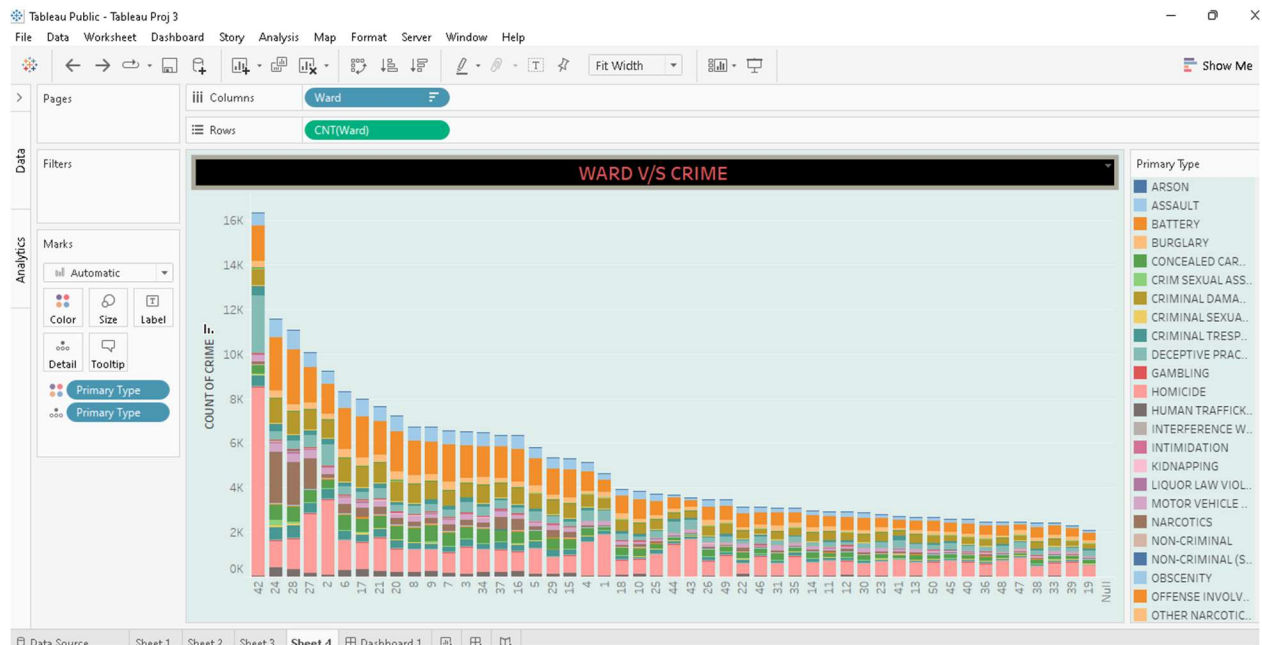 Tableau Public - Tableau Proj 3
File Data Worksheet Dashboard Story Analysis Map Format Server Window Help
Fit Width
Show Me
Pages
Columns
Ward
Rows
CNT(Ward)
Data
Analytics
Filters
Marks
Automatic
Color Size Label
Detail Tooltip
Primary Type
Primary Type
WARD V/S CRIME
COUNT OF CRIME
16K
14K
12K
10K
8K
6K
4K
2K
0K
42 24 28 27 2 6 17 21 20 8 9 7 3 34 37 16 5 29 15 4 1 18 10 25 44 43 26 49 22 46 31 35 14 11 12 30 23 41 13 50 45 40 36 48 47 38 33 39 19 Null
Primary Type
ARSON
ASSAULT
BATTERY
BURGLARY
CONCEALED CAR..
CRIM SEXUAL ASS..
CRIMINAL DAMA..
CRIMINAL SEXUA..
CRIMINAL TRESP..
DECEPTIVE PRAC..
GAMBLING
HOMICIDE
HUMAN TRAFFICK..
INTERFERENCE W..
INTIMIDATION
KIDNAPPING
LIQUOR LAW VIOL..
MOTOR VEHICLE ..
NARCOTICS
NON-CRIMINAL
NON-CRIMINAL (S..
OBSCENITY
OFFENSE INVOLV..
OTHER NARCOTIC..
Data Source Sheet 1 Sheet 2 Sheet 3 Sheet 4 Dashboard 1